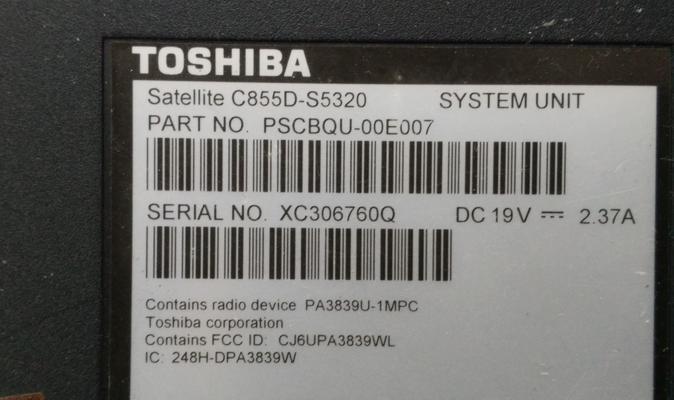 TOSHIBA
Satellite C855D-S5320 SYSTEM UNIT
PART NO. PSCBQU-00E007
SERIAL NO. XC306760Q DC 19V ⎓ 2.37A
Contains radio device PA3839U-1MPC
Toshiba corporation
Contains FCC ID: CJ6UPA3839WL
IC: 248H-DPA3839W